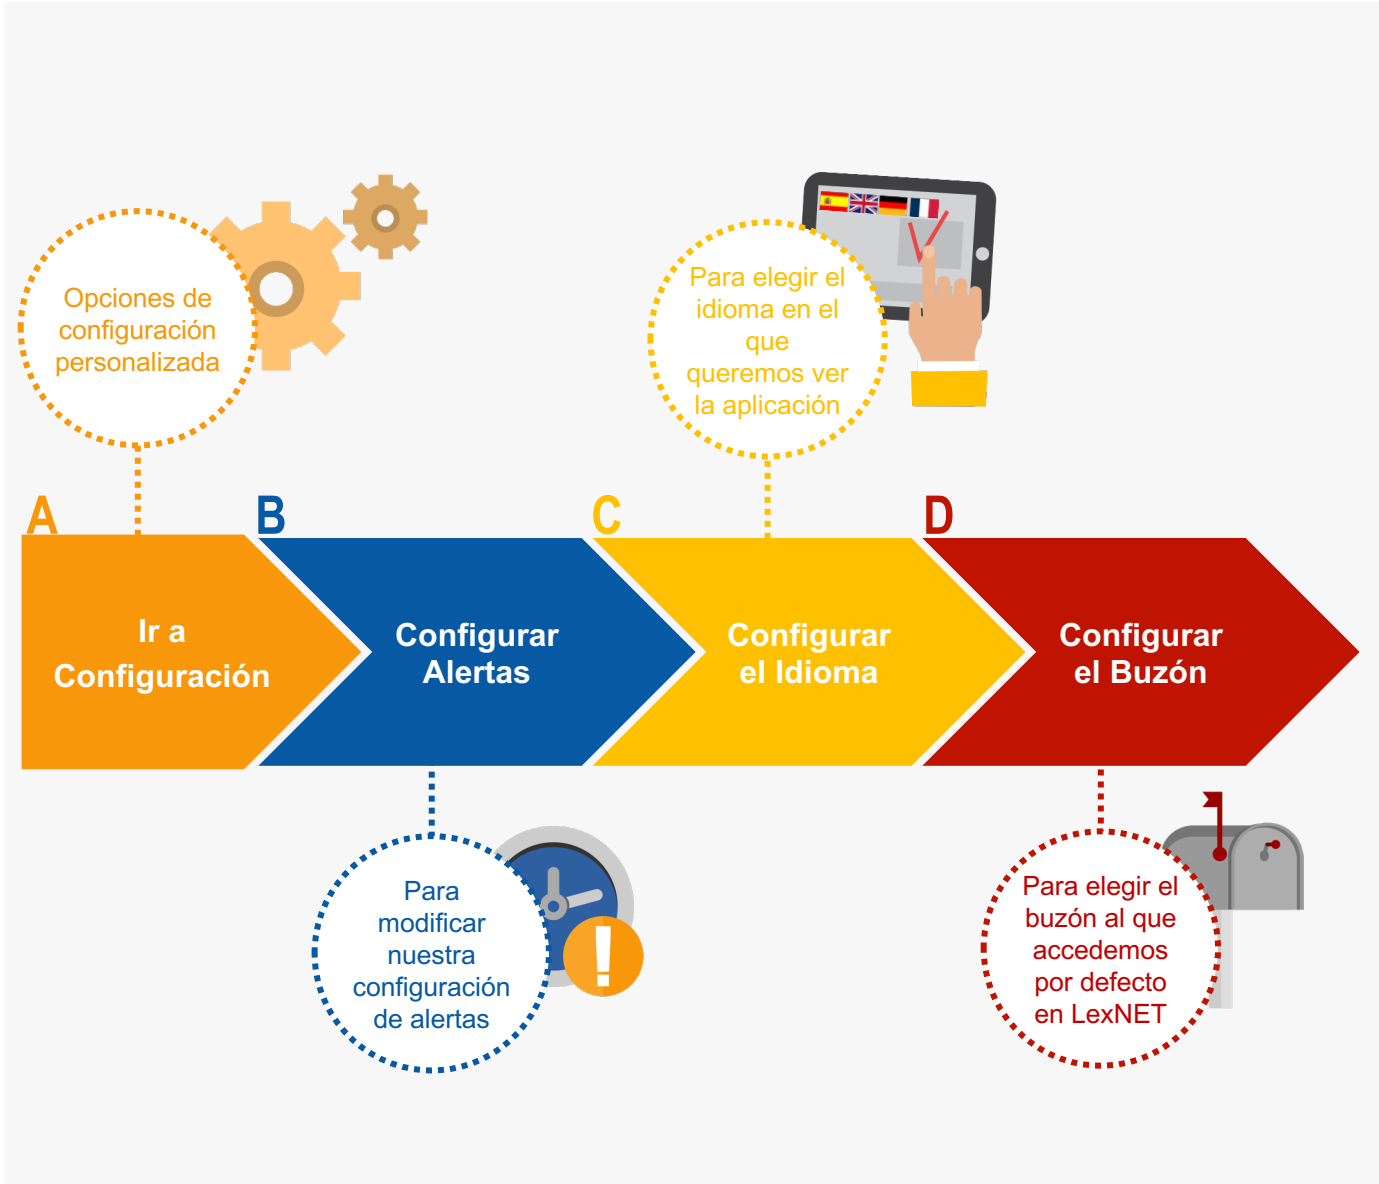 Opciones de
configuración
personalizada
Para elegir el
idioma en el
que
queremos ver
la aplicación
A
B
C
D
Ir a
Configuración
Configurar
Alertas
Configurar
el Idioma
Configurar
el Buzón
Para
modificar
nuestra
configuración
de alertas
!
Para elegir el
buzón al que
accedemos
por defecto
en LexNET